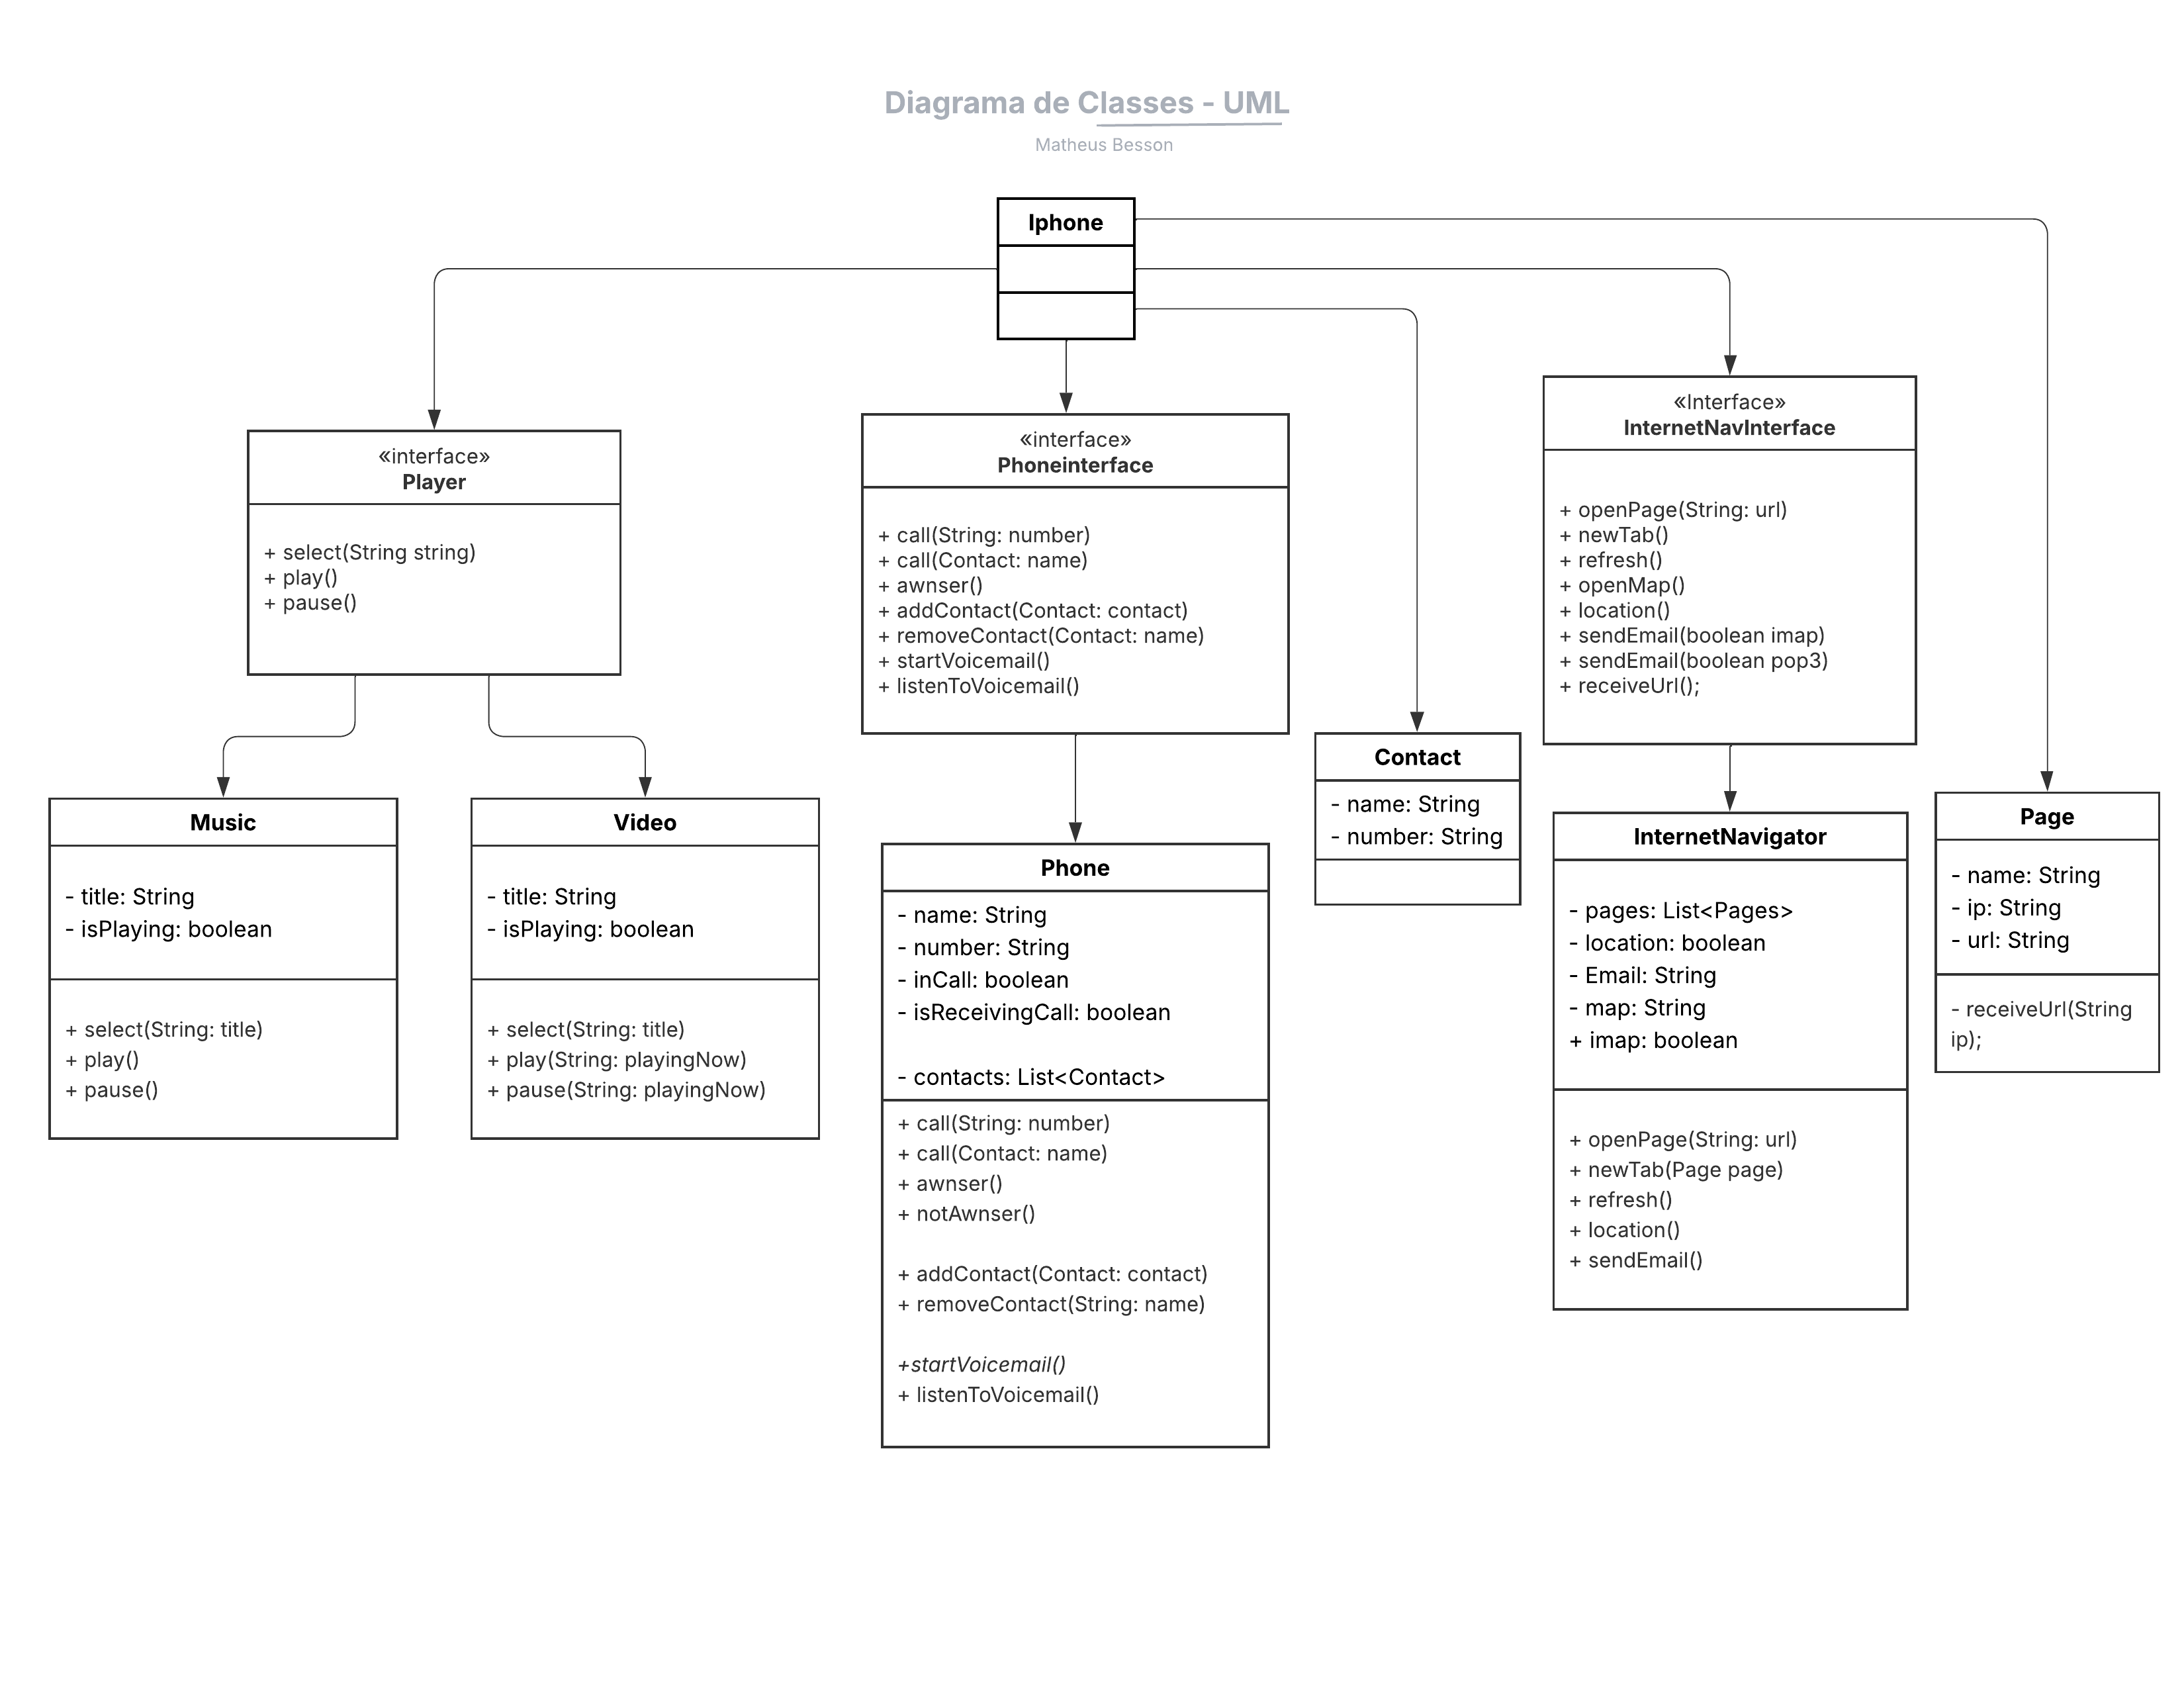 Diagrama de Classes - UML
Matheus Besson
Iphone
«interface»
Player
+ select(String string)
+ play()
+ pause()
«interface»
Phoneinterface
+ call(String: number)
+ call(Contact: name)
+ awnser()
+ addContact(Contact: contact)
+ removeContact(Contact: name)
+ startVoicemail()
+ listenToVoicemail()
«Interface»
InternetNavInterface
+ openPage(String: url)
+ newTab()
+ refresh()
+ openMap()
+ location()
+ sendEmail(boolean imap)
+ sendEmail(boolean pop3)
+ receiveUrl();
Music
- title: String
- isPlaying: boolean
+ select(String: title)
+ play()
+ pause()
Video
- title: String
- isPlaying: boolean
+ select(String: title)
+ play(String: playingNow)
+ pause(String: playingNow)
Phone
- name: String
- number: String
- inCall: boolean
- isReceivingCall: boolean
- contacts: List<Contact>
+ call(String: number)
+ call(Contact: name)
+ awnser()
+ notAwnser()
+ addContact(Contact: contact)
+ removeContact(String: name)
+startVoicemail()
+ listenToVoicemail()
Contact
- name: String
- number: String
InternetNavigator
- pages: List<Pages>
- location: boolean
- Email: String
- map: String
+ imap: boolean
+ openPage(String: url)
+ newTab(Page page)
+ refresh()
+ location()
+ sendEmail()
Page
- name: String
- ip: String
- url: String
- receiveUrl(String
ip);